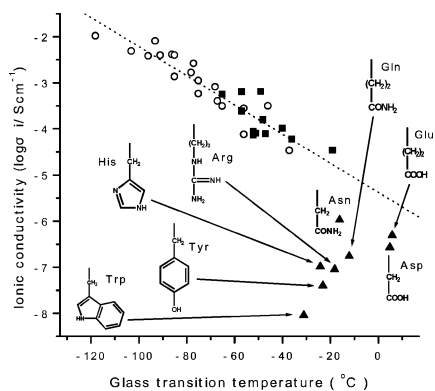 Ionic conductivity (logσ i/ Scm⁻¹)
-2
-3
-4
-5
-6
-7
-8
-120
-100
-80
-60
-40
-20
0
Glass transition temperature ( °C)
Gln
(CH₂)₂
CONH₂
Glu
(CH₂)₂
COOH
Arg
(CH₂)₃
NH
C=NH
NH₂
His
CH₂
N
NH
Asn
CH₂
CONH₂
Tyr
CH₂
OH
Trp
CH₂
HN
Asp
CH₂
COOH